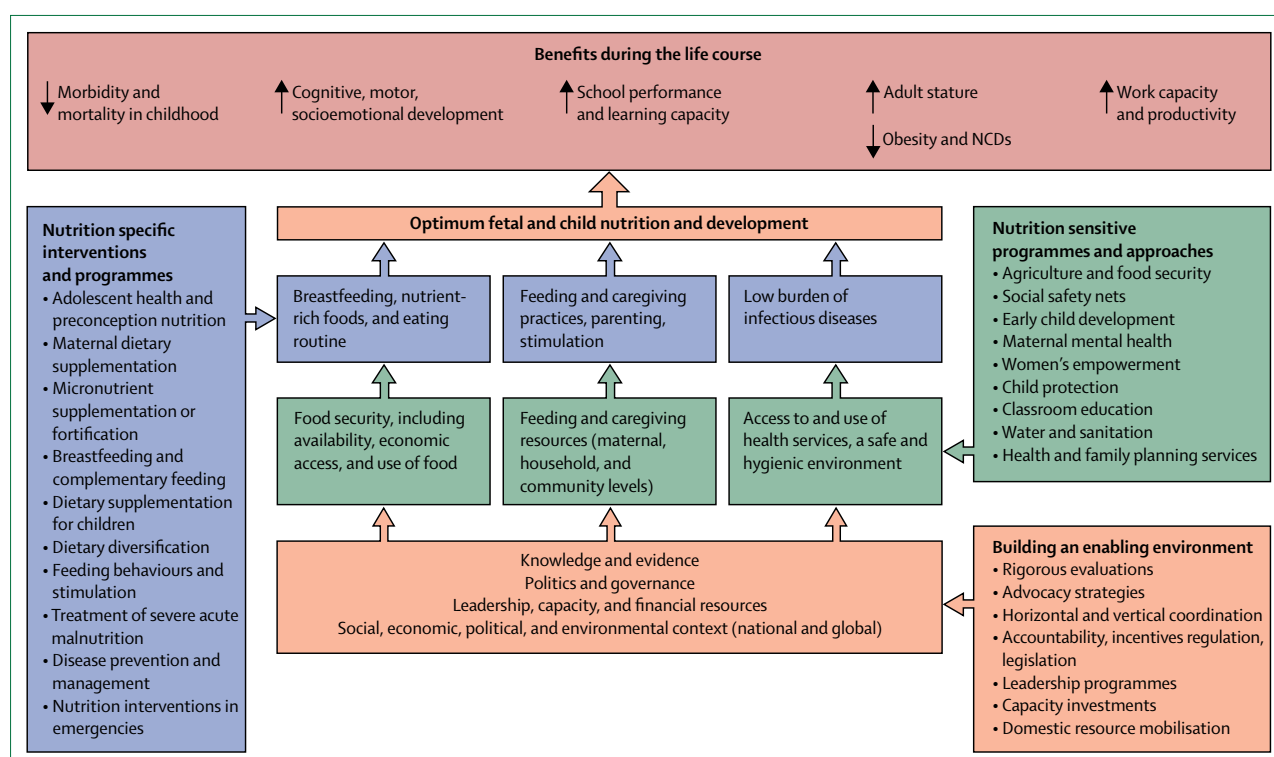 Benefits during the life course
Morbidity and
mortality in childhood
Cognitive, motor,
socioemotional development
School performance
and learning capacity
Adult stature
Obesity and NCDs
Work capacity
and productivity
Nutrition specific
interventions
and programmes
• Adolescent health and
preconception nutrition
• Maternal dietary
supplementation
• Micronutrient
supplementation or
fortification
• Breastfeeding and
complementary feeding
• Dietary supplementation
for children
• Dietary diversification
• Feeding behaviours and
stimulation
• Treatment of severe acute
malnutrition
• Disease prevention and
management
• Nutrition interventions in
emergencies
Optimum fetal and child nutrition and development
Breastfeeding, nutrient-
rich foods, and eating
routine
Feeding and caregiving
practices, parenting,
stimulation
Low burden of
infectious diseases
Food security, including
availability, economic
access, and use of food
Feeding and caregiving
resources (maternal,
household, and
community levels)
Access to and use of
health services, a safe and
hygienic environment
Knowledge and evidence
Politics and governance
Leadership, capacity, and financial resources
Social, economic, political, and environmental context (national and global)
Nutrition sensitive
programmes and approaches
• Agriculture and food security
• Social safety nets
• Early child development
• Maternal mental health
• Women's empowerment
• Child protection
• Classroom education
• Water and sanitation
• Health and family planning services
Building an enabling environment
• Rigorous evaluations
• Advocacy strategies
• Horizontal and vertical coordination
• Accountability, incentives regulation,
legislation
• Leadership programmes
• Capacity investments
• Domestic resource mobilisation